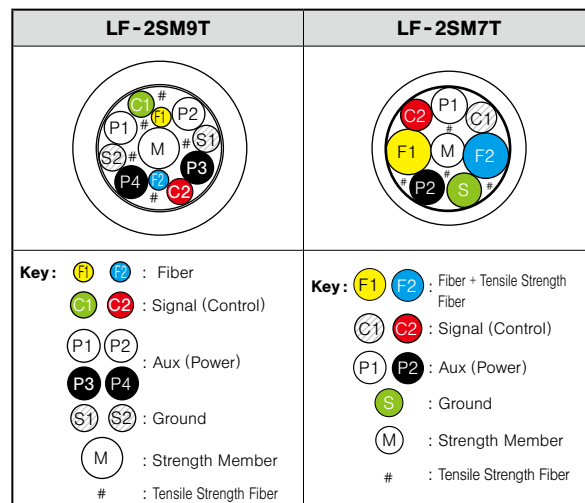 LF-2SM9T
LF-2SM7T
C1 # F1 P2
P1 # # S1
S2 # M P3
P4 F2 # C2
P1
C2 # C1
F1 M F2
# P2 S #
Key: F1 F2 : Fiber
C1 C2 : Signal (Control)
P1 P2
: Aux (Power)
P3 P4
S1 S2 : Ground
M : Strength Member
# : Tensile Strength Fiber
Key: F1 F2 : Fiber + Tensile Strength
Fiber
C1 C2 : Signal (Control)
P1 P2 : Aux (Power)
S : Ground
M : Strength Member
# : Tensile Strength Fiber